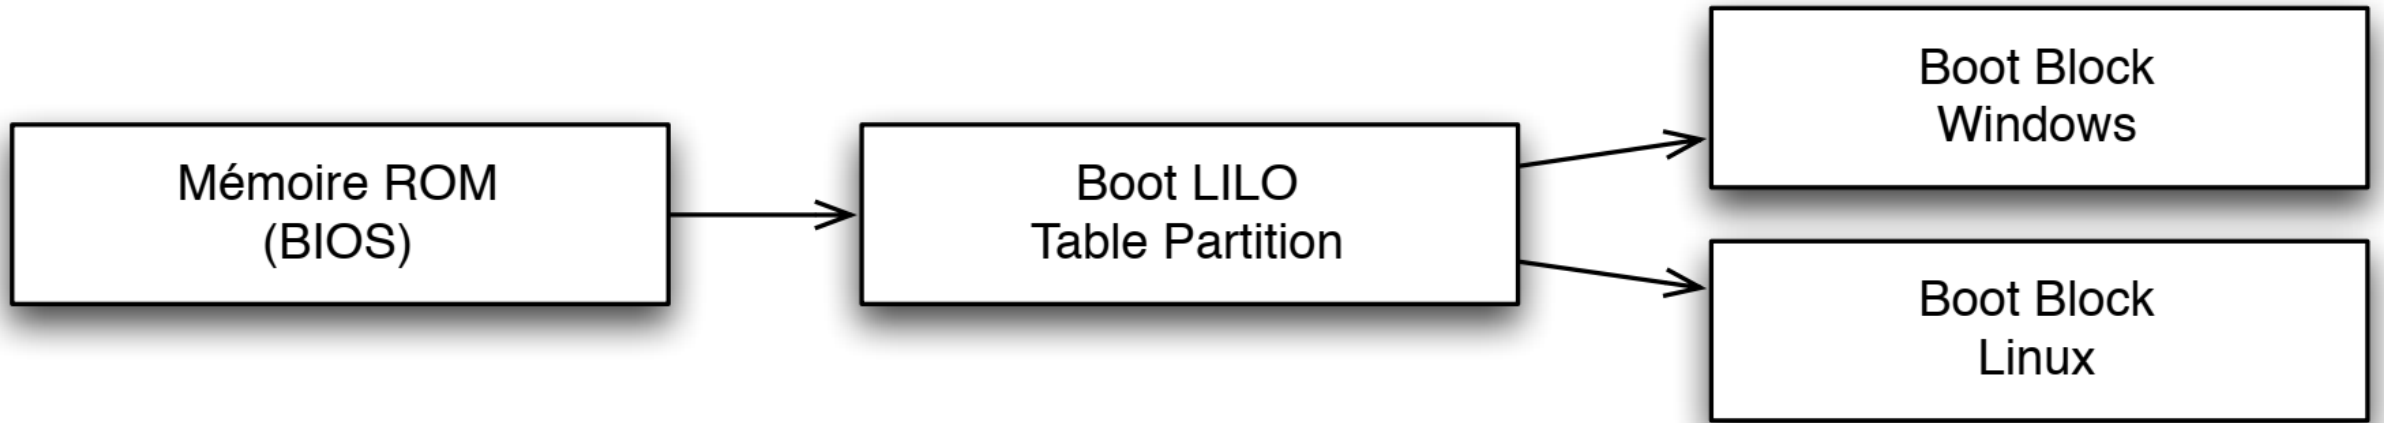 Mémoire ROM
(BIOS)
Boot LILO
Table Partition
Boot Block
Windows
Boot Block
Linux